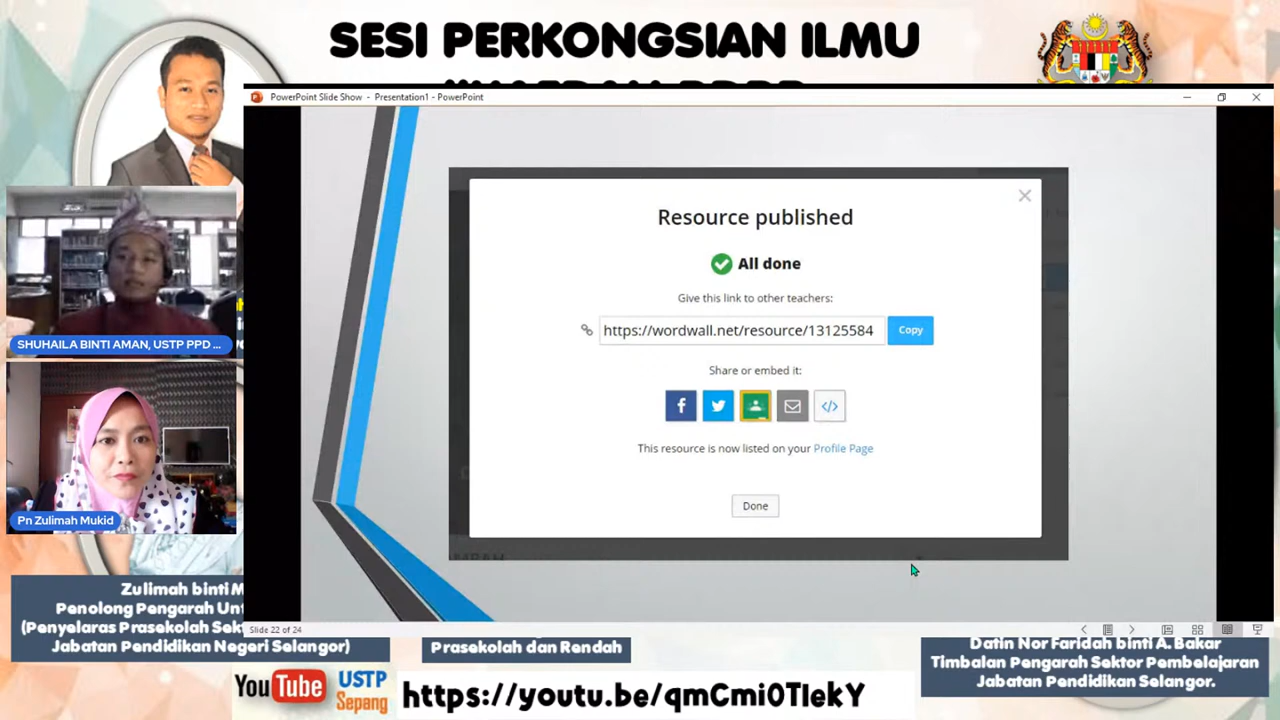 SESI PERKONGSIAN ILMU
PowerPoint Slide Show - Presentation1 - PowerPoint
Resource published
All done
Give this link to other teachers:
https://wordwall.net/resource/13125584
Copy
Share or embed it:
This resource is now listed on your Profile Page
Done
Slide 22 of 24
SHUHAILA BINTI AMAN, USTP PPD ...
Pn Zulimah Mukid
Zulimah binti M
Penolong Pengarah Unt
(Penyelaras Prasekolah Sek
Jabatan Pendidikan Negeri Selangor)
Prasekolah dan Rendah
Datin Nor Faridah binti A. Bakar
Timbalan Pengarah Sektor Pembelajaran
Jabatan Pendidikan Selangor.
YouTube
USTP
Sepang
https://youtu.be/qmCmi0TIekY